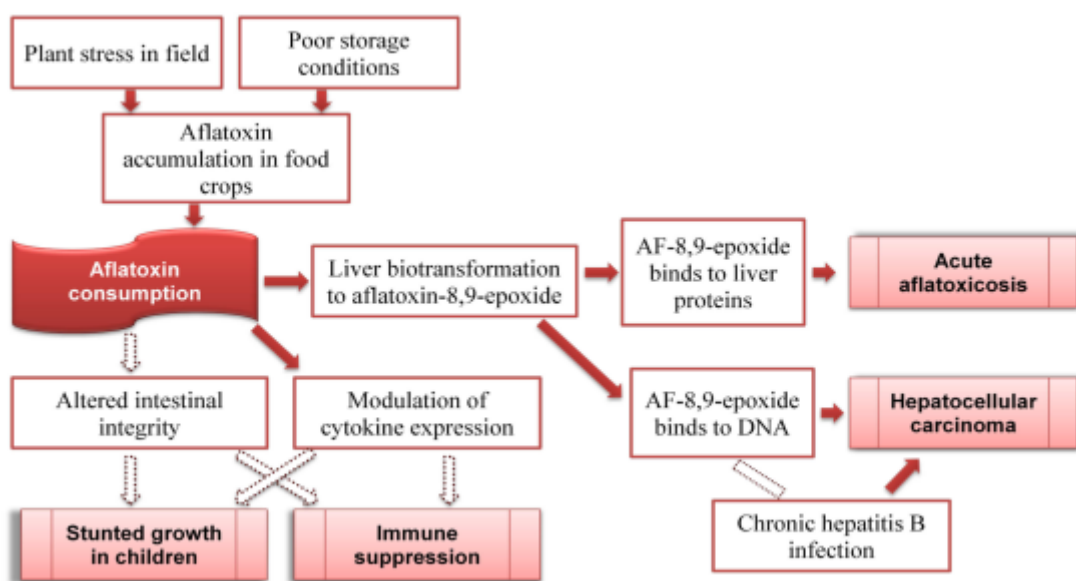 Plant stress in field
Poor storage
conditions
Aflatoxin
accumulation in food
crops
Aflatoxin
consumption
Liver biotransformation
to aflatoxin-8,9-epoxide
AF-8,9-epoxide
binds to liver
proteins
Acute
aflatoxicosis
Altered intestinal
integrity
Modulation of
cytokine expression
AF-8,9-epoxide
binds to DNA
Hepatocellular
carcinoma
Stunted growth
in children
Immune
suppression
Chronic hepatitis B
infection